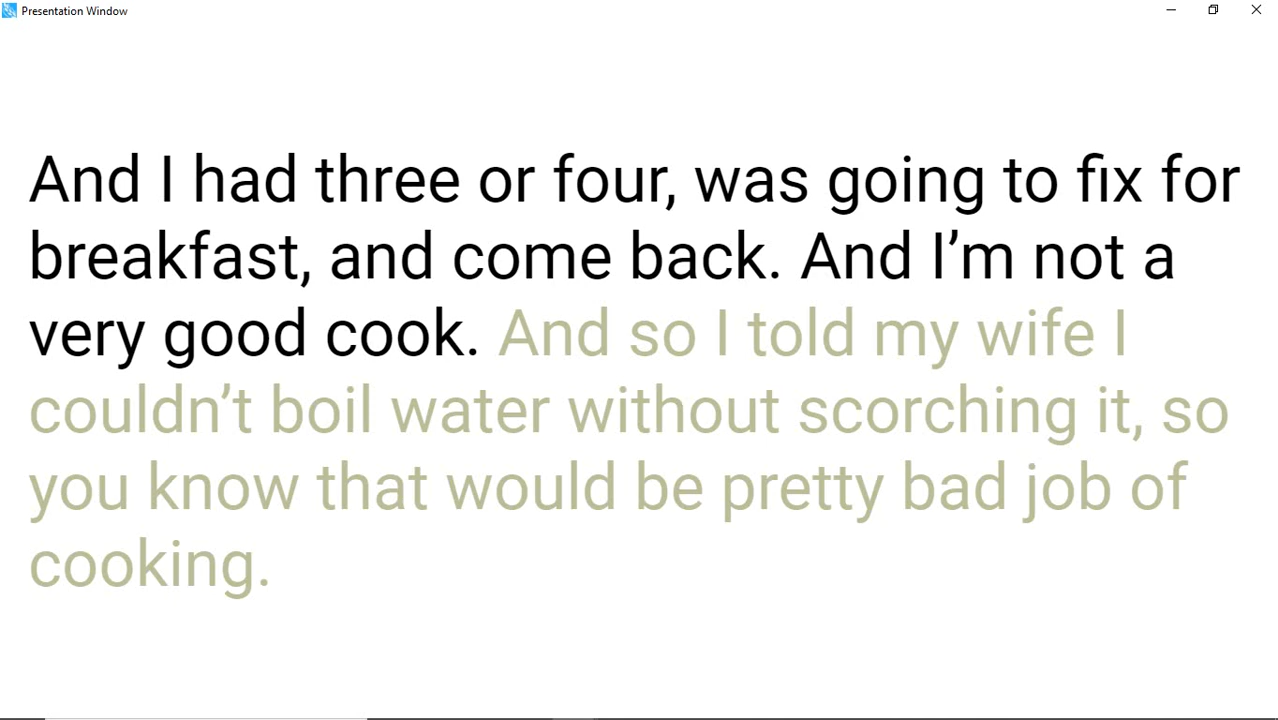 Presentation Window
And I had three or four, was going to fix for
breakfast, and come back. And I’m not a
very good cook. And so I told my wife I
couldn’t boil water without scorching it, so
you know that would be pretty bad job of
cooking.